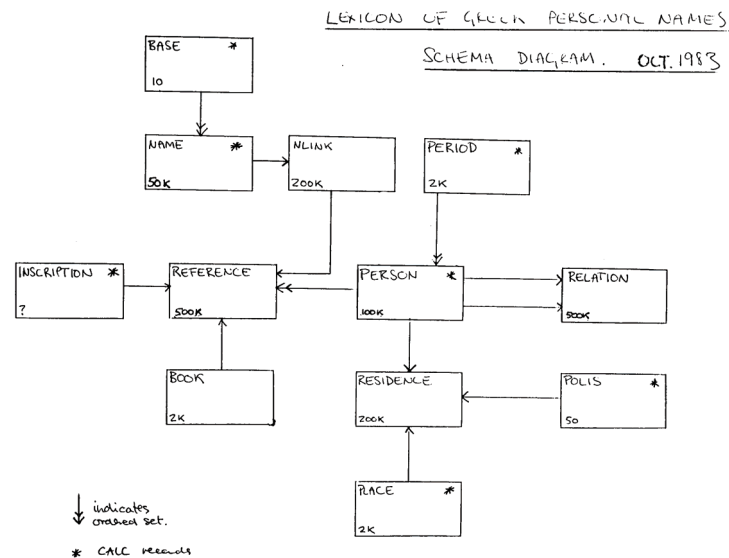 LEXICON OF GREEK PERSONAL NAMES
SCHEMA DIAGRAM. OCT. 1983
BASE *
10
NAME *
50K
NLINK
200K
PERIOD *
2K
INSCRIPTION *
?
REFERENCE
500K
PERSON *
100K
RELATION
500K
BOOK
2K
RESIDENCE
200K
POLIS *
50
PLACE *
2K
indicates
ordered set.
* CALC records